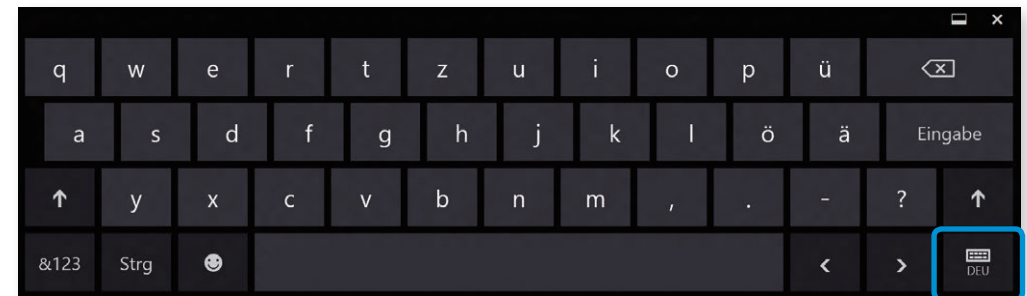 q w e r t z u i o p ü
a s d f g h j k l ö ä Eingabe
y x c v b n m , . - ?
&123 Strg < > DEU